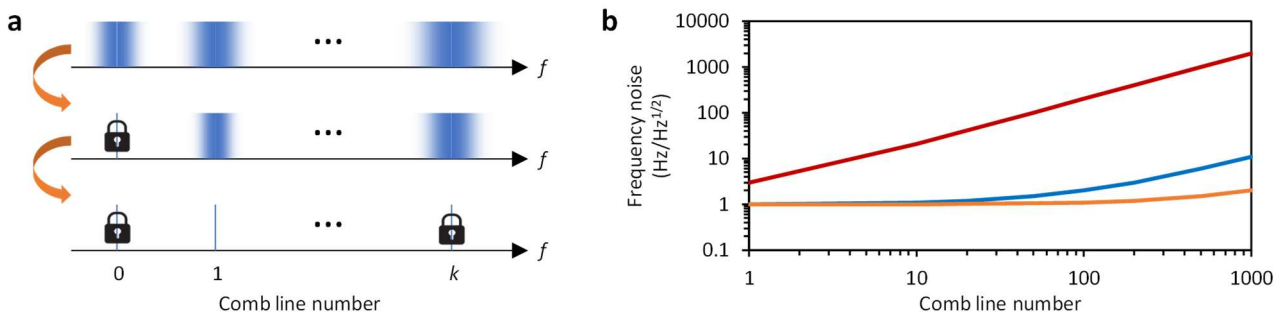 a
... f
... f
... f
0 1 k
Comb line number
b
Frequency noise
(Hz/Hz1/2)
10000
1000
100
10
1
0.1
1 10 100 1000
Comb line number